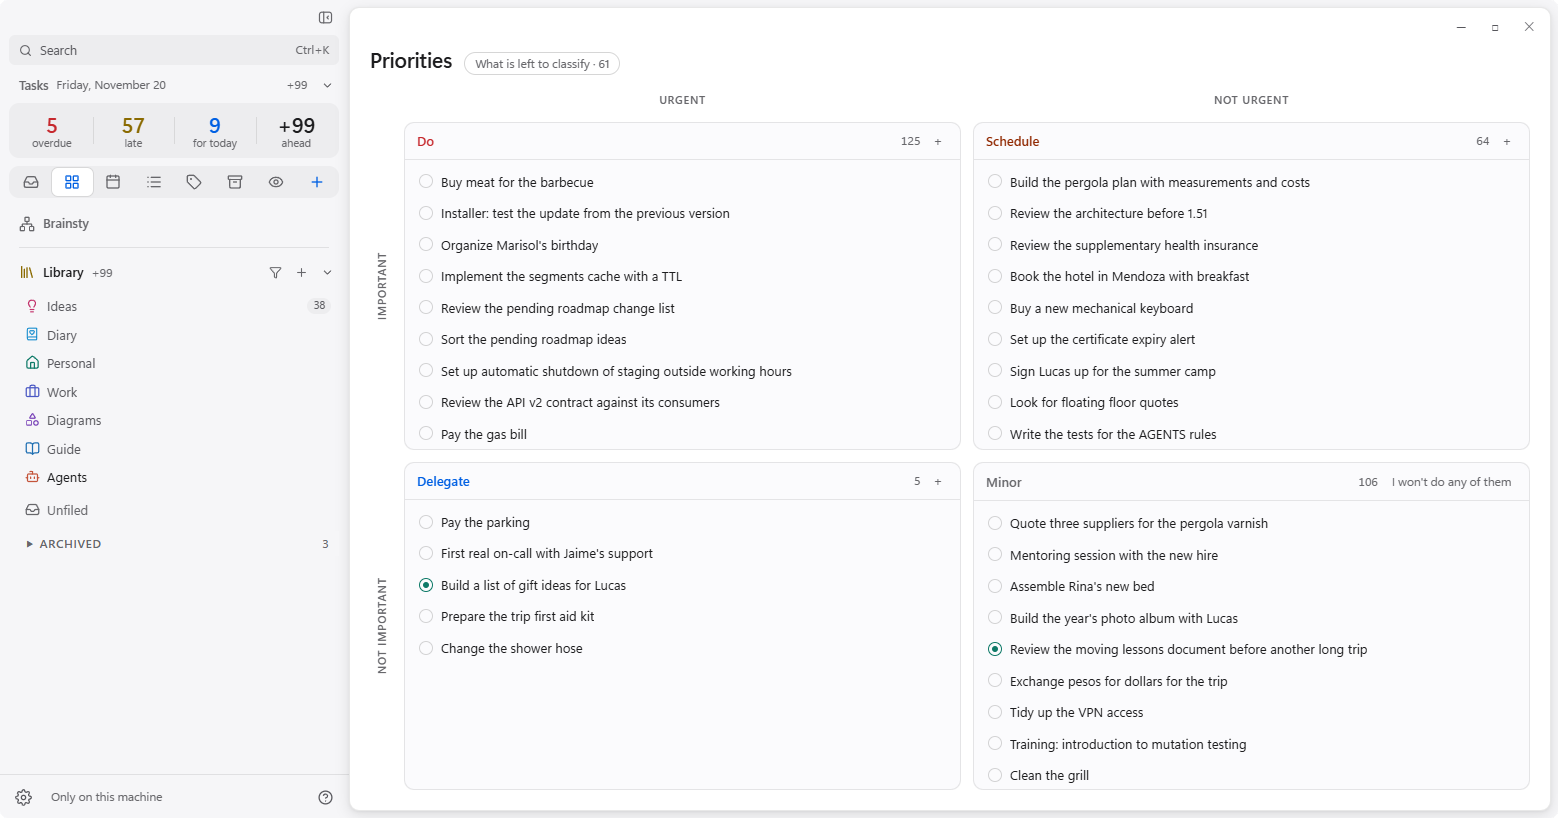 Search Ctrl+K
Tasks Friday, November 20 +99
5 57 9 +99
overdue late for today ahead
Brainsty
Library +99
Ideas 38
Diary
Personal
Work
Diagrams
Guide
Agents
Unfiled
ARCHIVED 3
Only on this machine
Priorities What is left to classify · 61
URGENT NOT URGENT
IMPORTANT
Do 125 +
Buy meat for the barbecue
Installer: test the update from the previous version
Organize Marisol's birthday
Implement the segments cache with a TTL
Review the pending roadmap change list
Sort the pending roadmap ideas
Set up automatic shutdown of staging outside working hours
Review the API v2 contract against its consumers
Pay the gas bill
Schedule 64 +
Build the pergola plan with measurements and costs
Review the architecture before 1.51
Review the supplementary health insurance
Book the hotel in Mendoza with breakfast
Buy a new mechanical keyboard
Set up the certificate expiry alert
Sign Lucas up for the summer camp
Look for floating floor quotes
Write the tests for the AGENTS rules
NOT IMPORTANT
Delegate 5 +
Pay the parking
First real on-call with Jaime's support
Build a list of gift ideas for Lucas
Prepare the trip first aid kit
Change the shower hose
Minor 106 I won't do any of them
Quote three suppliers for the pergola varnish
Mentoring session with the new hire
Assemble Rina's new bed
Build the year's photo album with Lucas
Review the moving lessons document before another long trip
Exchange pesos for dollars for the trip
Tidy up the VPN access
Training: introduction to mutation testing
Clean the grill